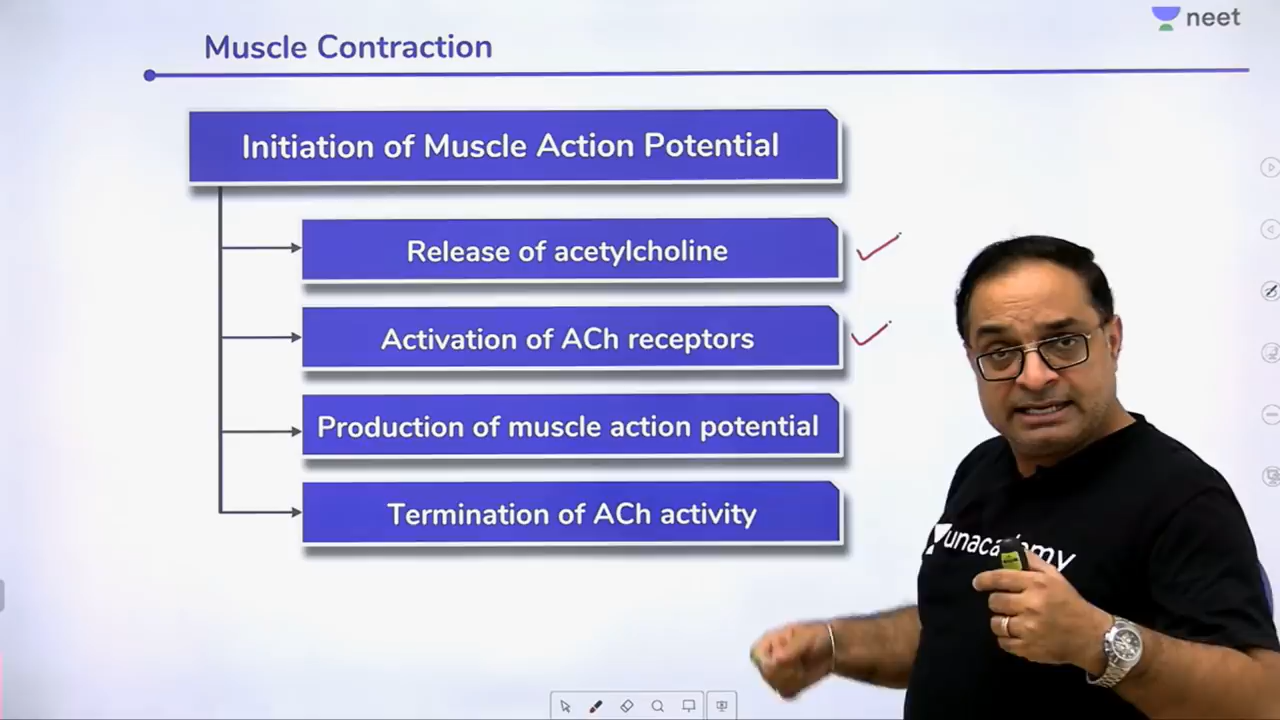 Muscle Contraction
neet
Initiation of Muscle Action Potential
Release of acetylcholine
Activation of ACh receptors
Production of muscle action potential
Termination of ACh activity
unacademy